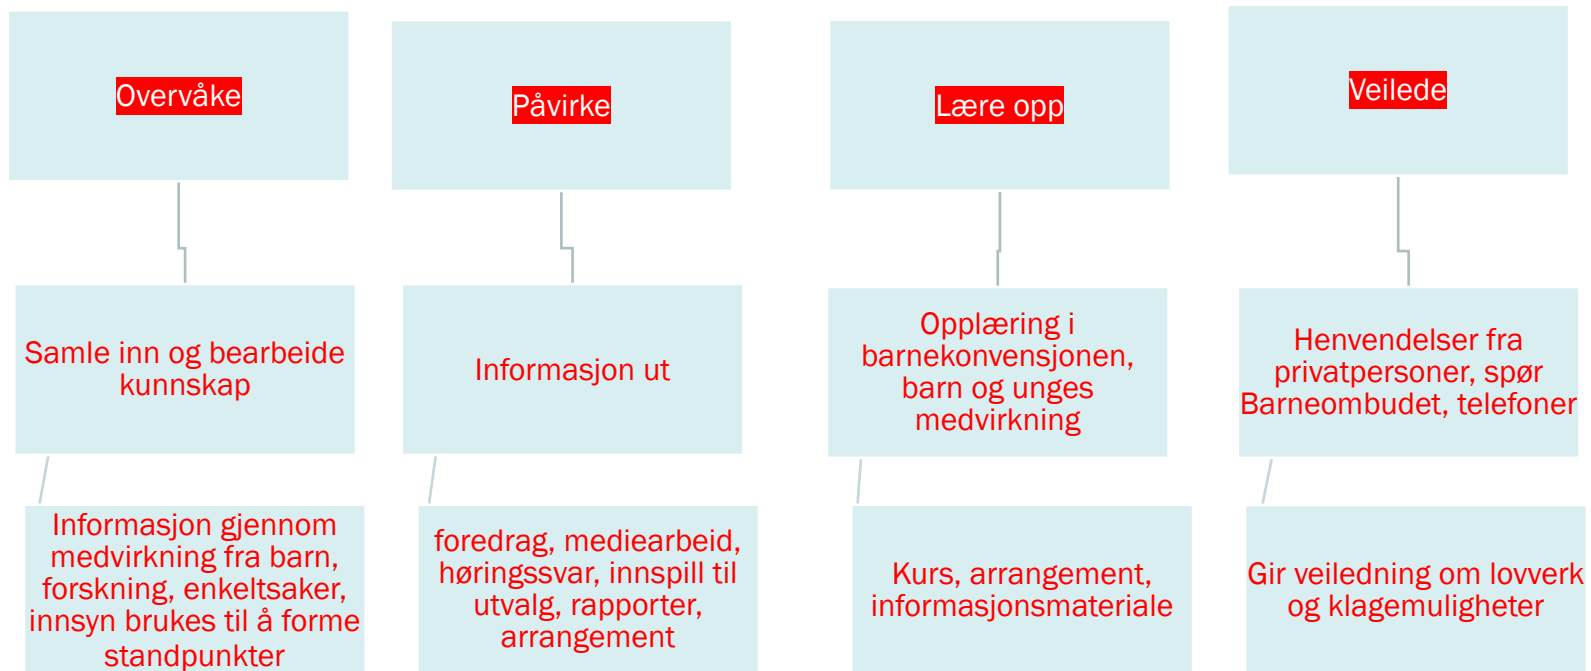 Overvåke
Påvirke
Lære opp
Veilede
Samle inn og bearbeide
kunnskap
Informasjon ut
Opplæring i
barnekonvensjonen,
barn og unges
medvirkning
Henvendelser fra
privatpersoner, spør
Barneombudet, telefoner
Informasjon gjennom
medvirkning fra barn,
forskning, enkeltsaker,
innsyn brukes til å forme
standpunkter
foredrag, mediearbeid,
høringssvar, innspill til
utvalg, rapporter,
arrangement
Kurs, arrangement,
informasjonsmateriale
Gir veiledning om lovverk
og klagemuligheter